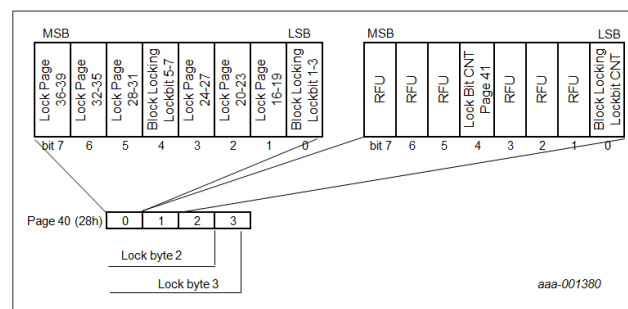 MSB LSB
Lock Page 36-39
Lock Page 32-35
Lock Page 28-31
Block Locking Lockbit 5-7
Lock Page 24-27
Lock Page 20-23
Lock Page 16-19
Block Locking Lockbit 1-3
bit 7 6 5 4 3 2 1 0
MSB LSB
RFU
RFU
RFU
Lock Bit CNT Page 41
RFU
RFU
RFU
Block Locking Lockbit CNT
bit 7 6 5 4 3 2 1 0
Page 40 (28h) 0 1 2 3
Lock byte 2
Lock byte 3
aaa-001380